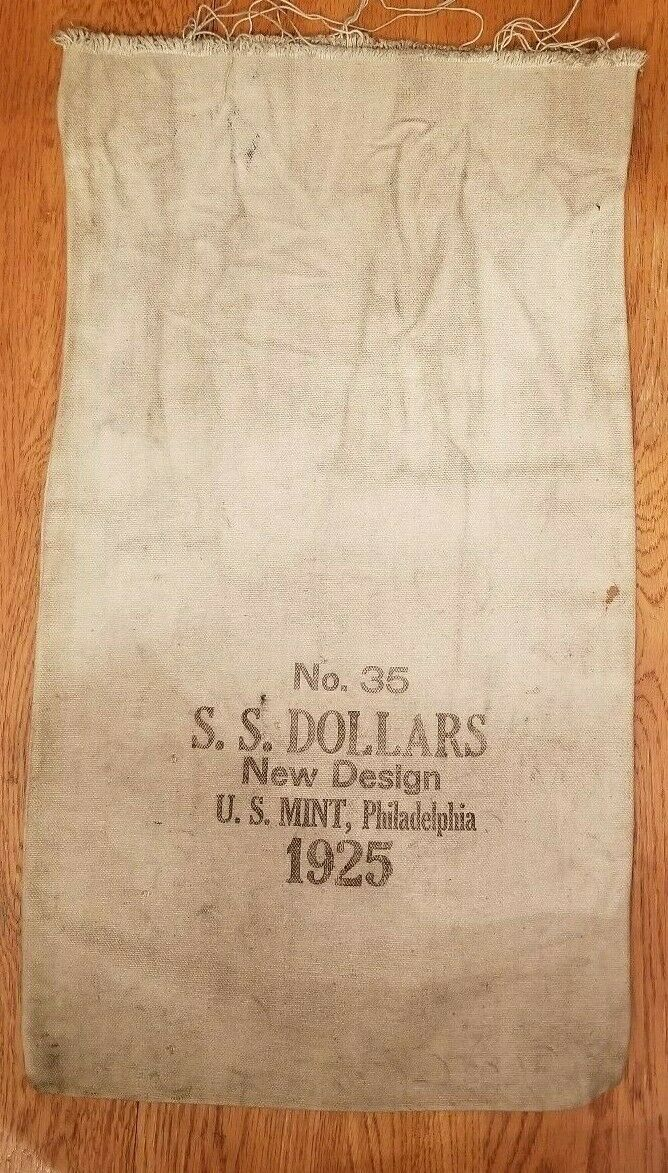 No. 35
S. S. DOLLARS
New Design
U. S. MINT, Philadelphia
1925